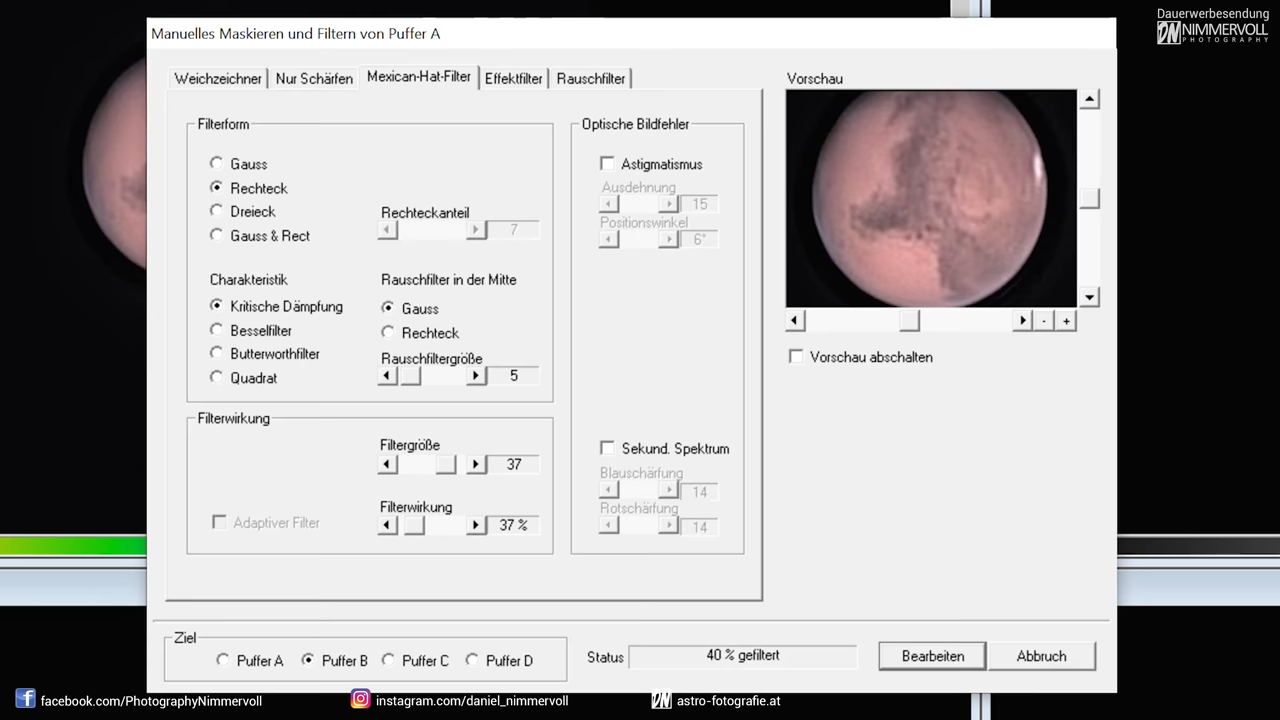 Dauerwerbesendung
DN NIMMERVOLL
PHOTOGRAPHY
Manuelles Maskieren und Filtern von Puffer A
Weichzeichner
Nur Schärfen
Mexican-Hat-Filter
Effektfilter
Rauschfilter
Filterform
Gauss
Rechteck
Dreieck
Gauss & Rect
Rechteckanteil
7
Charakteristik
Kritische Dämpfung
Besselfilter
Butterworthfilter
Quadrat
Rauschfilter in der Mitte
Gauss
Rechteck
Rauschfiltergröße
5
Filterwirkung
Filtergröße
37
Adaptiver Filter
Filterwirkung
37 %
Optische Bildfehler
Astigmatismus
Ausdehnung
15
Positionswinkel
6°
Sekund. Spektrum
Blauschärfung
14
Rotschärfung
14
Vorschau
- +
Vorschau abschalten
Ziel
Puffer A
Puffer B
Puffer C
Puffer D
Status
40 % gefiltert
Bearbeiten
Abbruch
facebook.com/PhotographyNimmervoll
instagram.com/daniel_nimmervoll
DN astro-fotografie.at